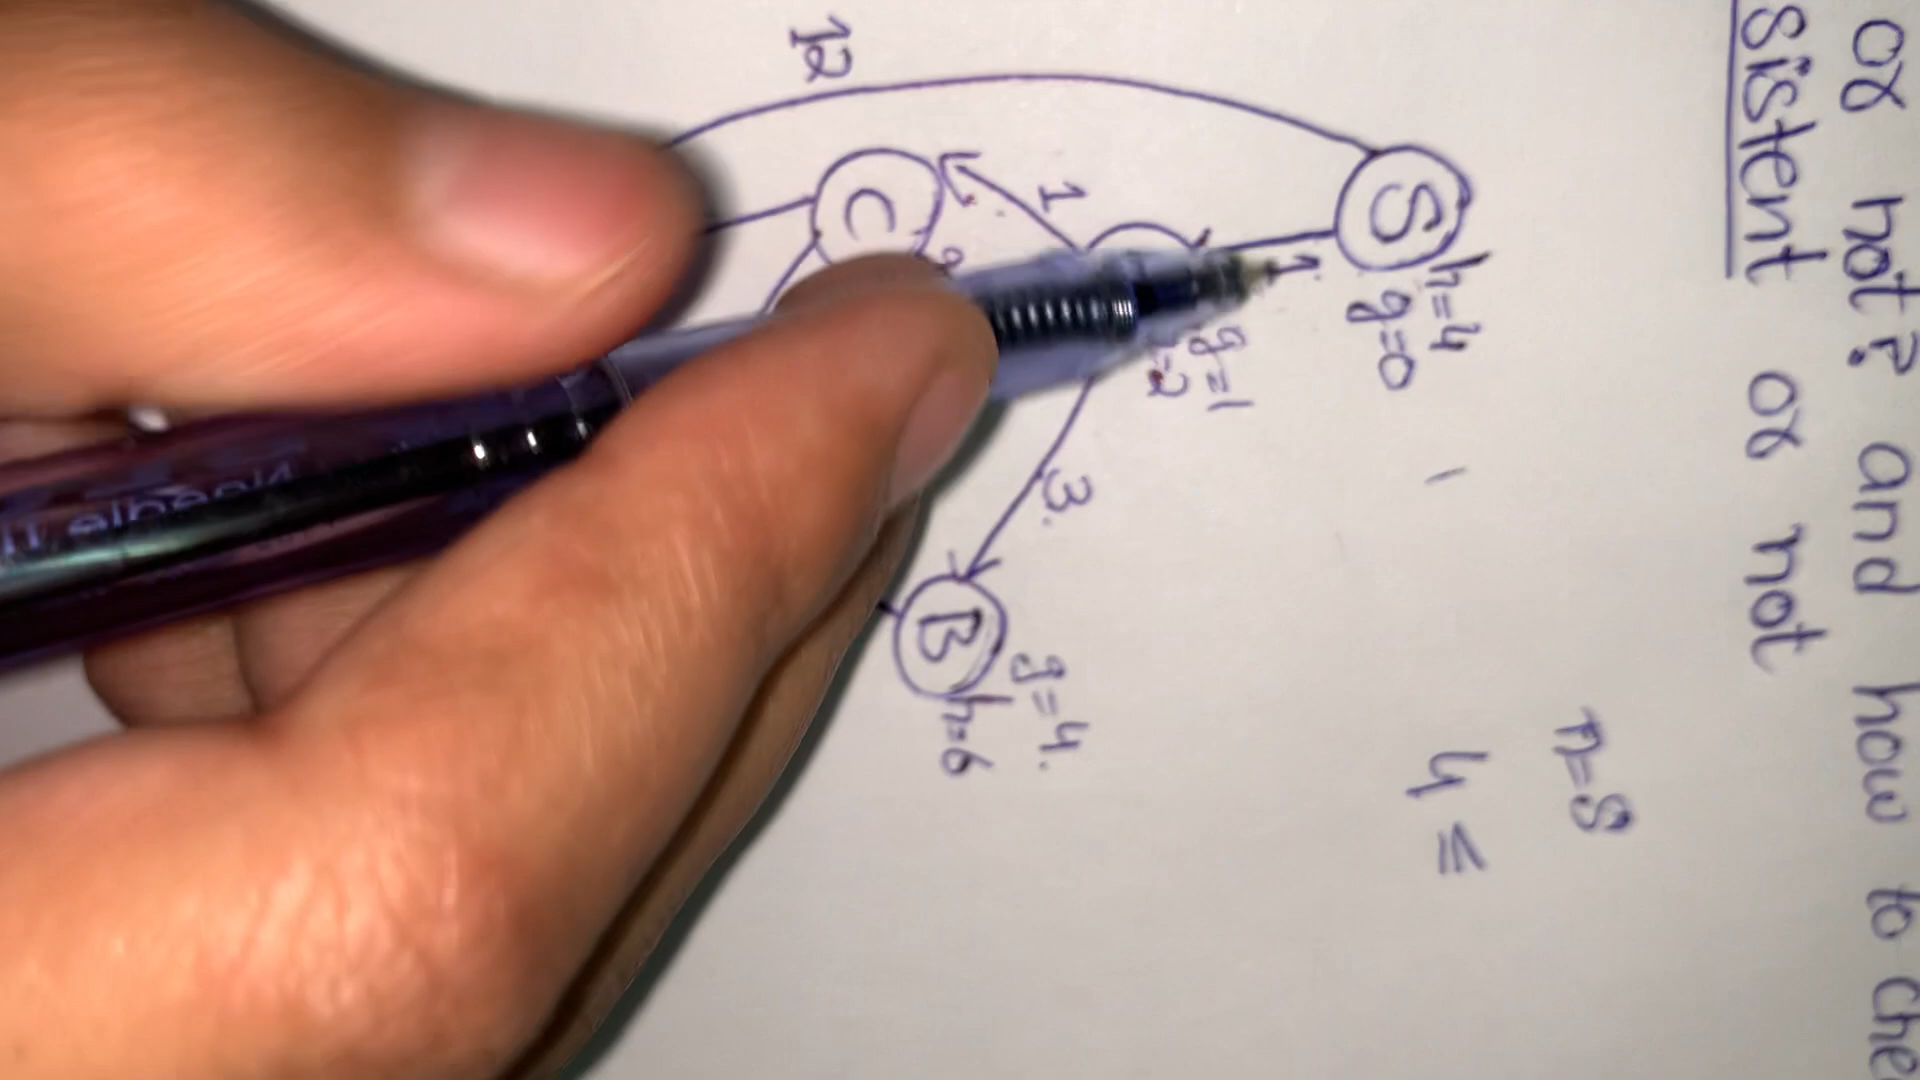 or not? and how to che
sistent or not
n=S
4 ≤
S
h=4
g=0
1
g=1
=2
12
1
C
3
B
g=4.
h=6